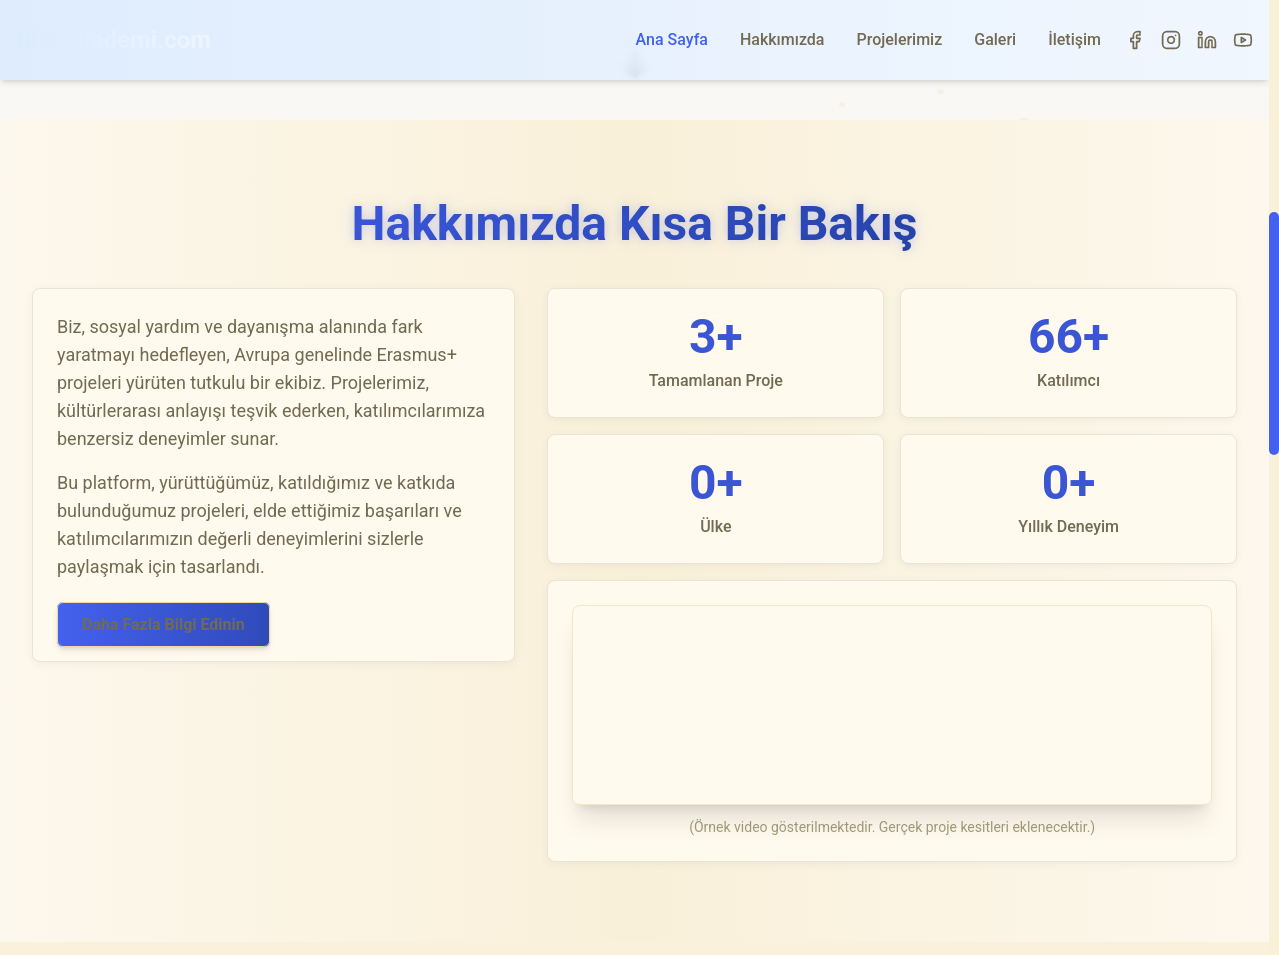 Ana Sayfa
Hakkımızda
Projelerimiz
Galeri
İletişim
Hakkımızda Kısa Bir Bakış
Biz, sosyal yardım ve dayanışma alanında fark
yaratmayı hedefleyen, Avrupa genelinde Erasmus+
projeleri yürüten tutkulu bir ekibiz. Projelerimiz,
kültürlerarası anlayışı teşvik ederken, katılımcılarımıza
benzersiz deneyimler sunar.
Bu platform, yürüttüğümüz, katıldığımız ve katkıda
bulunduğumuz projeleri, elde ettiğimiz başarıları ve
katılımcılarımızın değerli deneyimlerini sizlerle
paylaşmak için tasarlandı.
Daha Fazla Bilgi Edinin
3+
Tamamlanan Proje
66+
Katılımcı
0+
Ülke
0+
Yıllık Deneyim
(Örnek video gösterilmektedir. Gerçek proje kesitleri eklenecektir.)